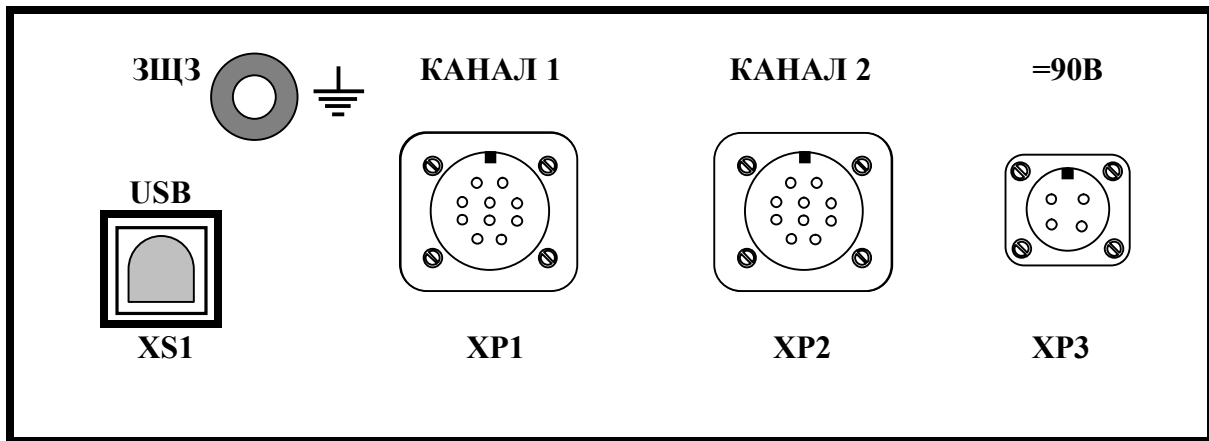 ЗЩЗ
КАНАЛ 1
КАНАЛ 2
=90В
USB
XS1
XP1
XP2
XP3